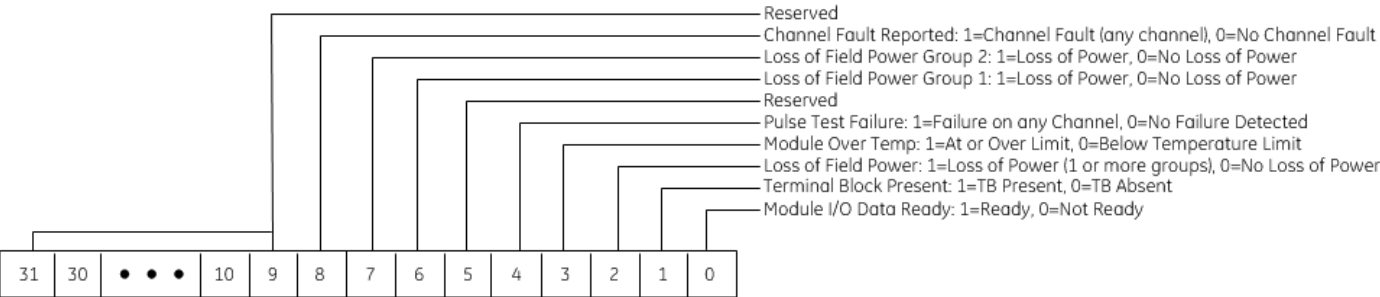 Reserved
Channel Fault Reported: 1=Channel Fault (any channel), 0=No Channel Fault
Loss of Field Power Group 2: 1=Loss of Power, 0=No Loss of Power
Loss of Field Power Group 1: 1=Loss of Power, 0=No Loss of Power
Reserved
Pulse Test Failure: 1=Failure on any Channel, 0=No Failure Detected
Module Over Temp: 1=At or Over Limit, 0=Below Temperature Limit
Loss of Field Power: 1=Loss of Power (1 or more groups), 0=No Loss of Power
Terminal Block Present: 1=TB Present, 0=TB Absent
Module I/O Data Ready: 1=Ready, 0=Not Ready
31 30 • • • 10 9 8 7 6 5 4 3 2 1 0